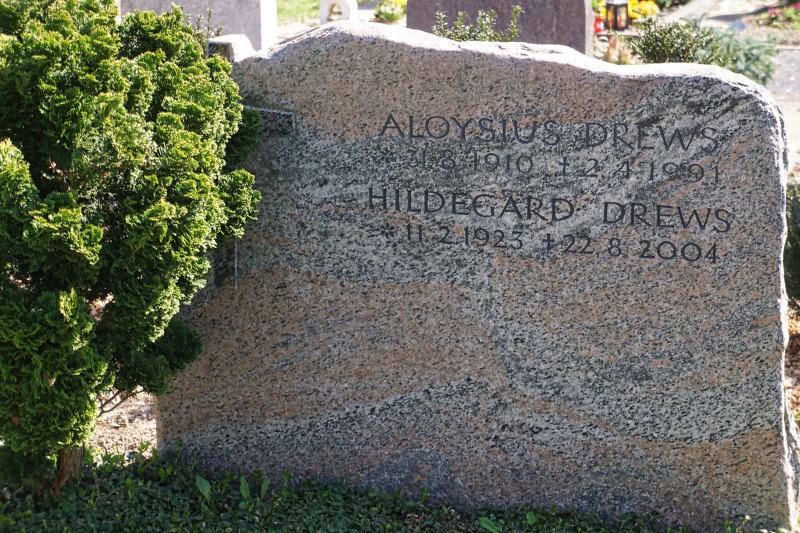 ALOYSIUS DREWS
* 31.8.1910 † 2.4.1991
HILDEGARD DREWS
* 11.2.1923 † 22.8.2004